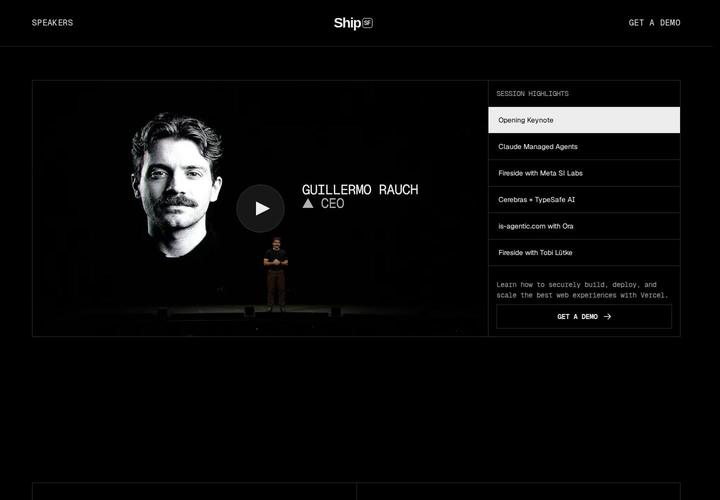 SPEAKERS
Ship SF
GET A DEMO
SESSION HIGHLIGHTS
Opening Keynote
Claude Managed Agents
Fireside with Meta SI Labs
GUILLERMO RAUCH
▲ CEO
Cerebras + TypeSafe AI
is-agentic.com with Ora
Fireside with Tobi Lütke
Learn how to securely build, deploy, and
scale the best web experiences with Vercel.
GET A DEMO →